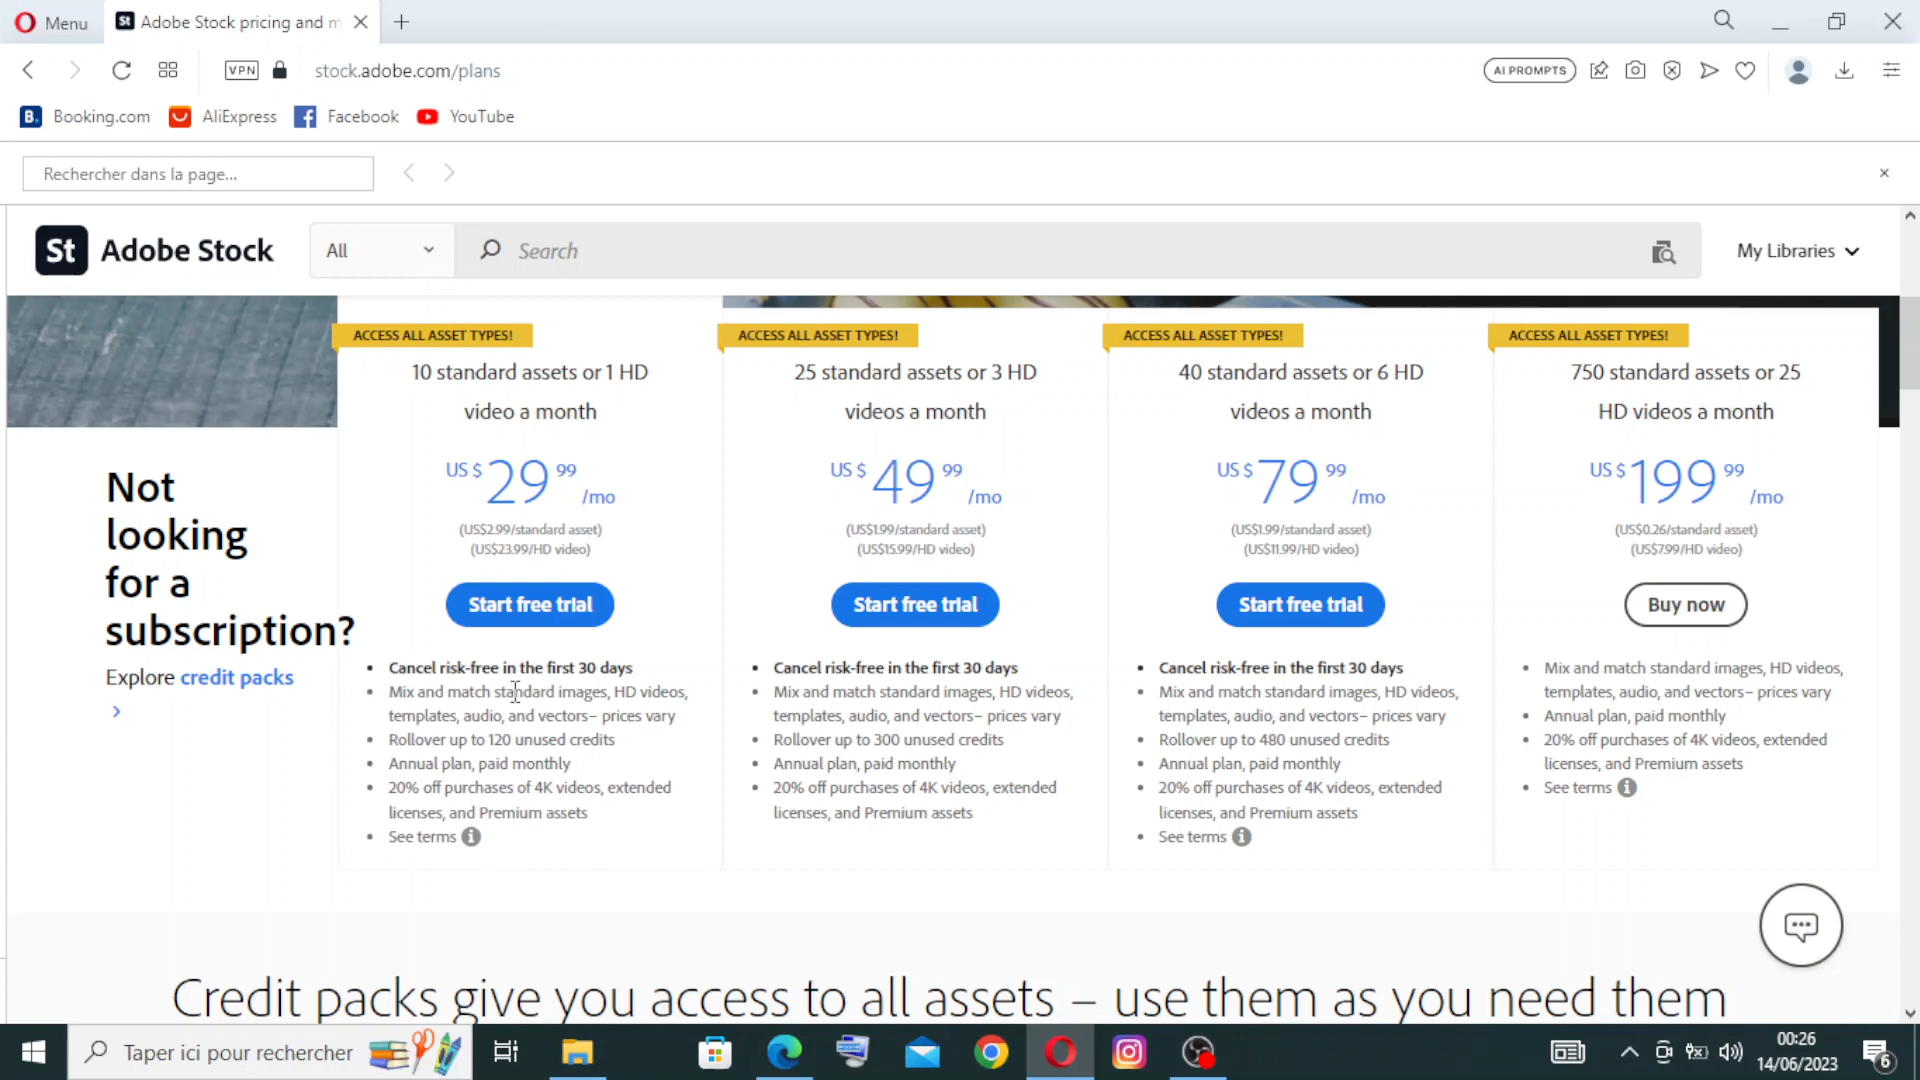 Menu
St
Adobe Stock pricing and m
VPN
stock.adobe.com/plans
AI PROMPTS
B.
Booking.com
AliExpress
Facebook
YouTube
Rechercher dans la page...
St
Adobe Stock
All
Search
My Libraries
Not
looking
for a
subscription?
Explore credit packs
ACCESS ALL ASSET TYPES!
10 standard assets or 1 HD
video a month
US $ 29 99 /mo
(US$2.99/standard asset)
(US$23.99/HD video)
Start free trial
• Cancel risk-free in the first 30 days
• Mix and match standard images, HD videos,
templates, audio, and vectors– prices vary
• Rollover up to 120 unused credits
• Annual plan, paid monthly
• 20% off purchases of 4K videos, extended
licenses, and Premium assets
• See terms
ACCESS ALL ASSET TYPES!
25 standard assets or 3 HD
videos a month
US $ 49 99 /mo
(US$1.99/standard asset)
(US$15.99/HD video)
Start free trial
• Cancel risk-free in the first 30 days
• Mix and match standard images, HD videos,
templates, audio, and vectors– prices vary
• Rollover up to 300 unused credits
• Annual plan, paid monthly
• 20% off purchases of 4K videos, extended
licenses, and Premium assets
ACCESS ALL ASSET TYPES!
40 standard assets or 6 HD
videos a month
US $ 79 99 /mo
(US$1.99/standard asset)
(US$11.99/HD video)
Start free trial
• Cancel risk-free in the first 30 days
• Mix and match standard images, HD videos,
templates, audio, and vectors– prices vary
• Rollover up to 480 unused credits
• Annual plan, paid monthly
• 20% off purchases of 4K videos, extended
licenses, and Premium assets
• See terms
ACCESS ALL ASSET TYPES!
750 standard assets or 25
HD videos a month
US $ 199 99 /mo
(US$0.26/standard asset)
(US$7.99/HD video)
Buy now
• Mix and match standard images, HD videos,
templates, audio, and vectors– prices vary
• Annual plan, paid monthly
• 20% off purchases of 4K videos, extended
licenses, and Premium assets
• See terms
Credit packs give you access to all assets – use them as you need them
Taper ici pour rechercher
00:26
14/06/2023
6